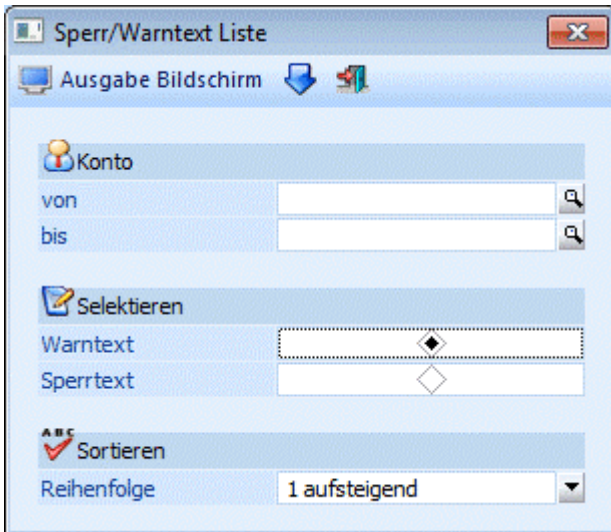 Sperr/Warntext Liste
Ausgabe Bildschirm
Konto
von
bis
Selektieren
Warntext
Sperrtext
ABC
Sortieren
Reihenfolge 1 aufsteigend